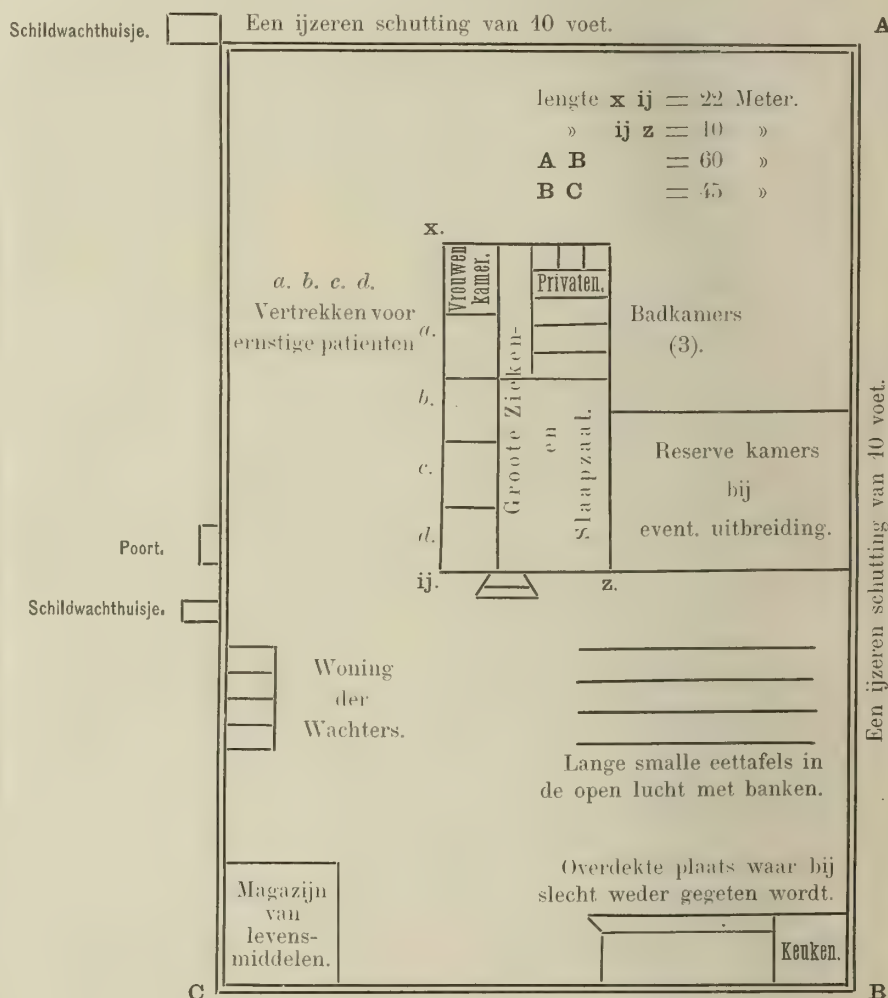 Schildwachthuisje.
Een ijzeren schutting van 10 voet.
A
lengte x ij = 22 Meter.
» ij z = 10 »
A B = 60 »
B C = 45 »
x.
Vrouwen
kamer.
Privaten.
a. b. c. d.
Vertrekken voor
ernstige patienten
a.
b.
c.
d.
Groote Zieken-
en
slaapzaal.
Badkamers
(3).
Reserve kamers
bij
event. uitbreiding.
Een ijzeren schutting van 10 voet.
Poort.
ij.
z.
Schildwachthuisje.
Woning
der
Wachters.
Lange smalle eettafels in
de open lucht met banken.
Overdekte plaats waar bij
slecht weder gegeten wordt.
Magazijn
van
levens-
middelen.
Keuken.
C
B